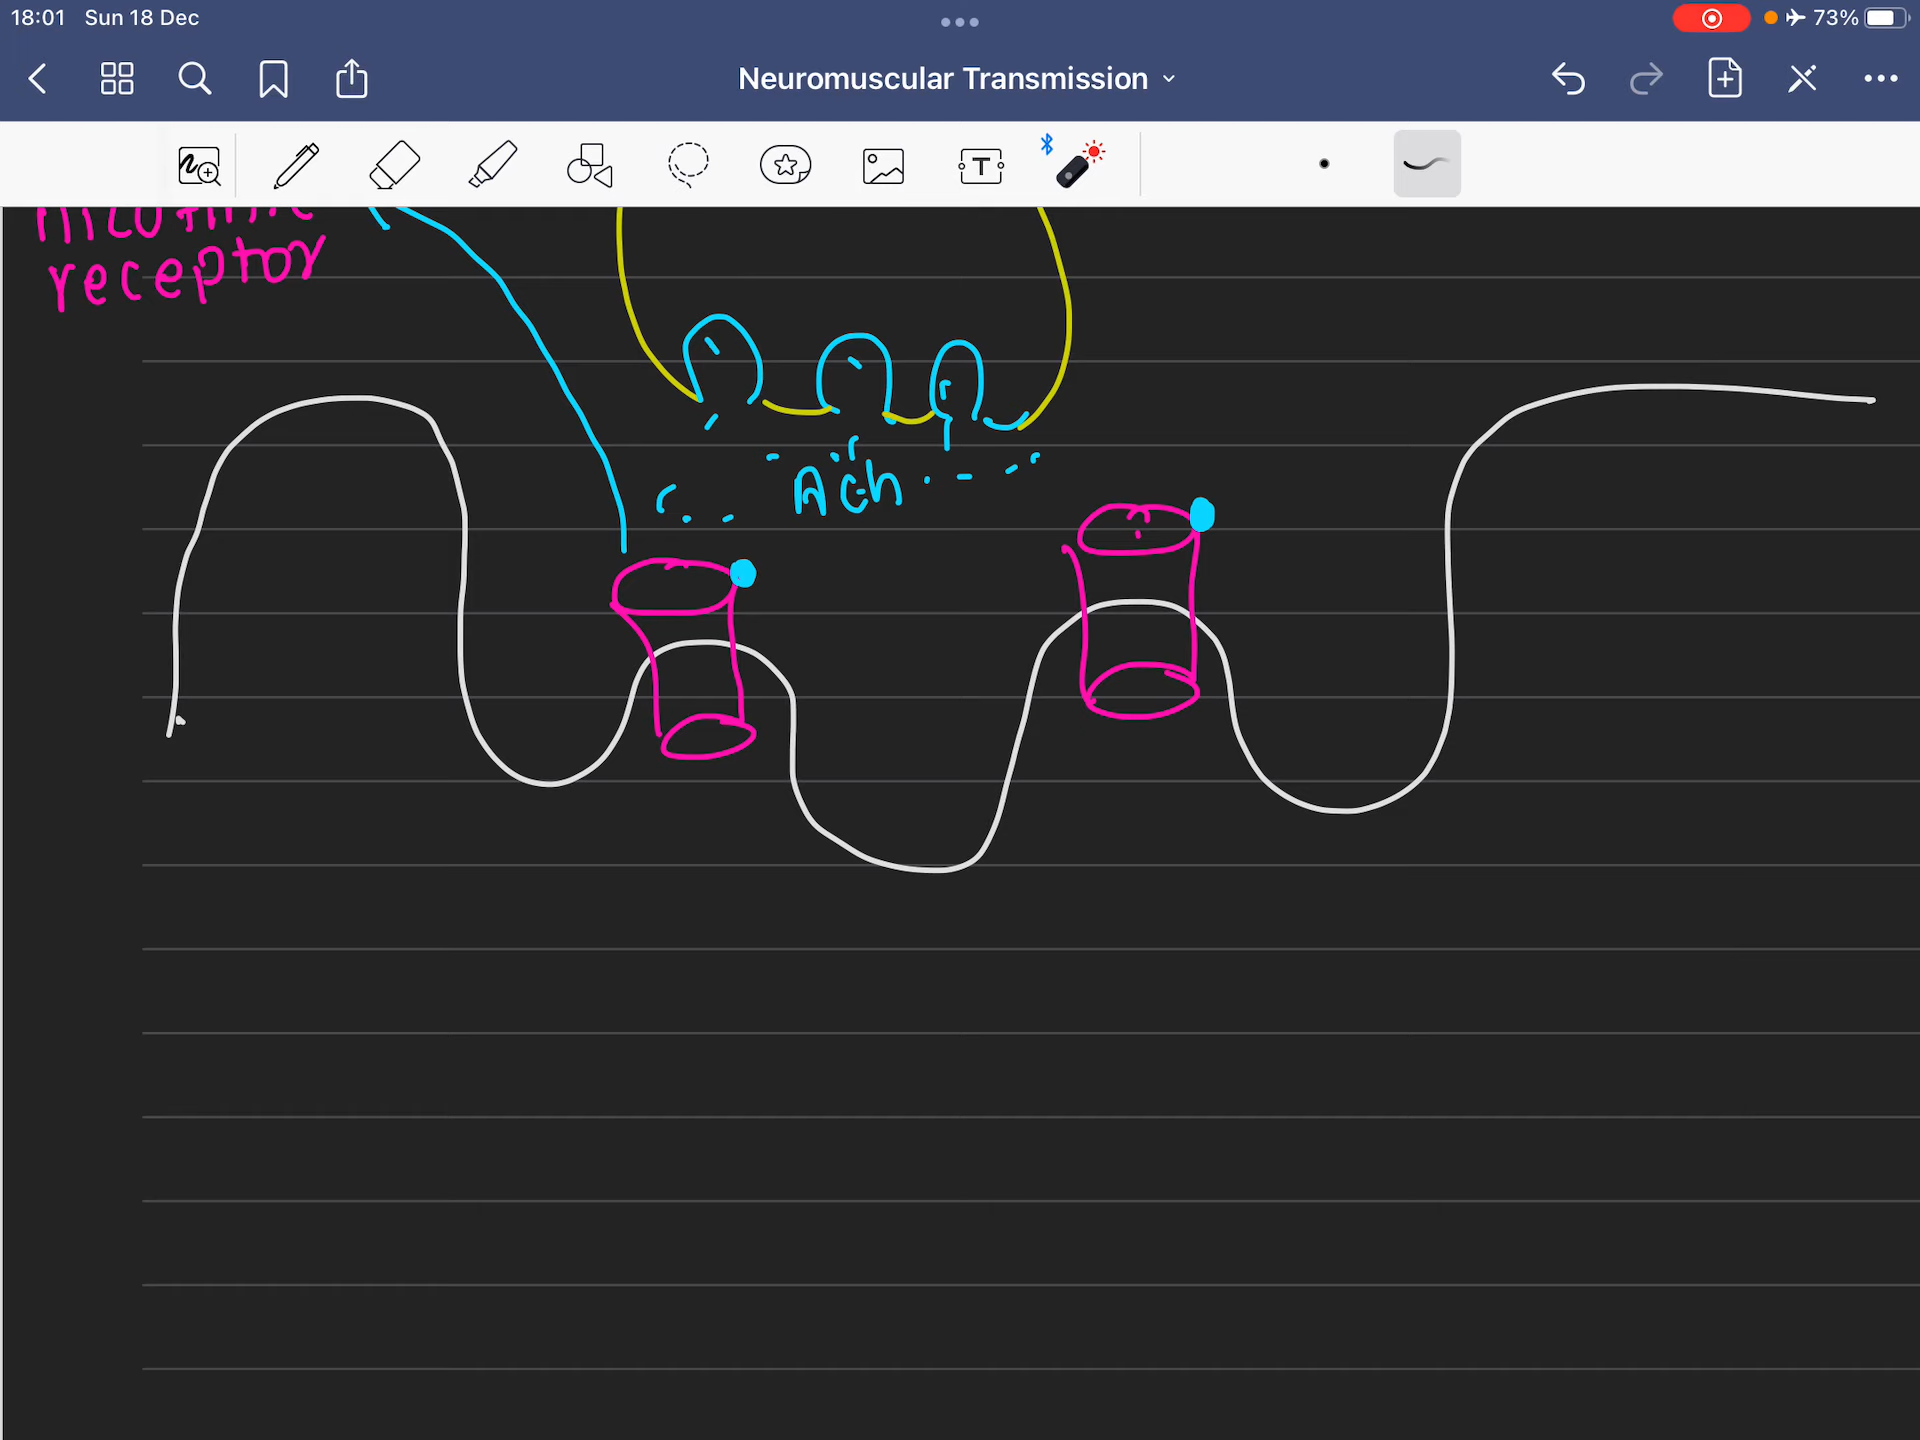 18:01 Sun 18 Dec
73%
Neuromuscular Transmission
T
receptor
Ach